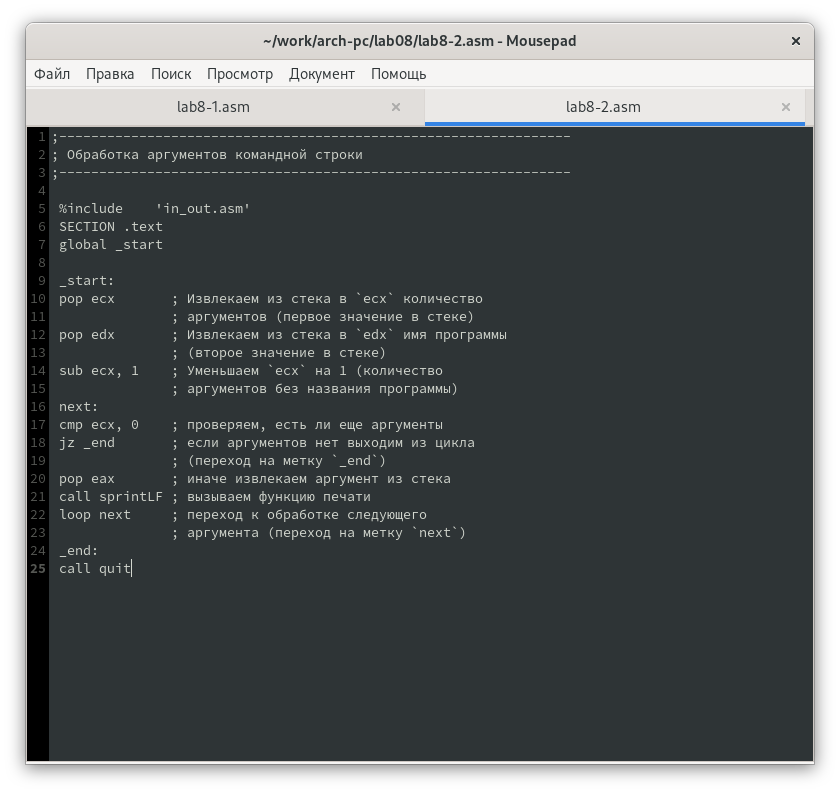 ~/work/arch-pc/lab08/lab8-2.asm - Mousepad
Файл Правка Поиск Просмотр Документ Помощь
lab8-1.asm lab8-2.asm
1 ;----------------------------------------------------------------
2 ; Обработка аргументов командной строки
3 ;----------------------------------------------------------------
4
5 %include    'in_out.asm'
6 SECTION .text
7 global _start
8
9 _start:
10 pop ecx       ; Извлекаем из стека в `ecx` количество
11               ; аргументов (первое значение в стеке)
12 pop edx       ; Извлекаем из стека в `edx` имя программы
13               ; (второе значение в стеке)
14 sub ecx, 1    ; Уменьшаем `ecx` на 1 (количество
15               ; аргументов без названия программы)
16 next:
17 cmp ecx, 0    ; проверяем, есть ли еще аргументы
18 jz _end       ; если аргументов нет выходим из цикла
19               ; (переход на метку `_end`)
20 pop eax       ; иначе извлекаем аргумент из стека
21 call sprintLF ; вызываем функцию печати
22 loop next     ; переход к обработке следующего
23               ; аргумента (переход на метку `next`)
24 _end:
25 call quit